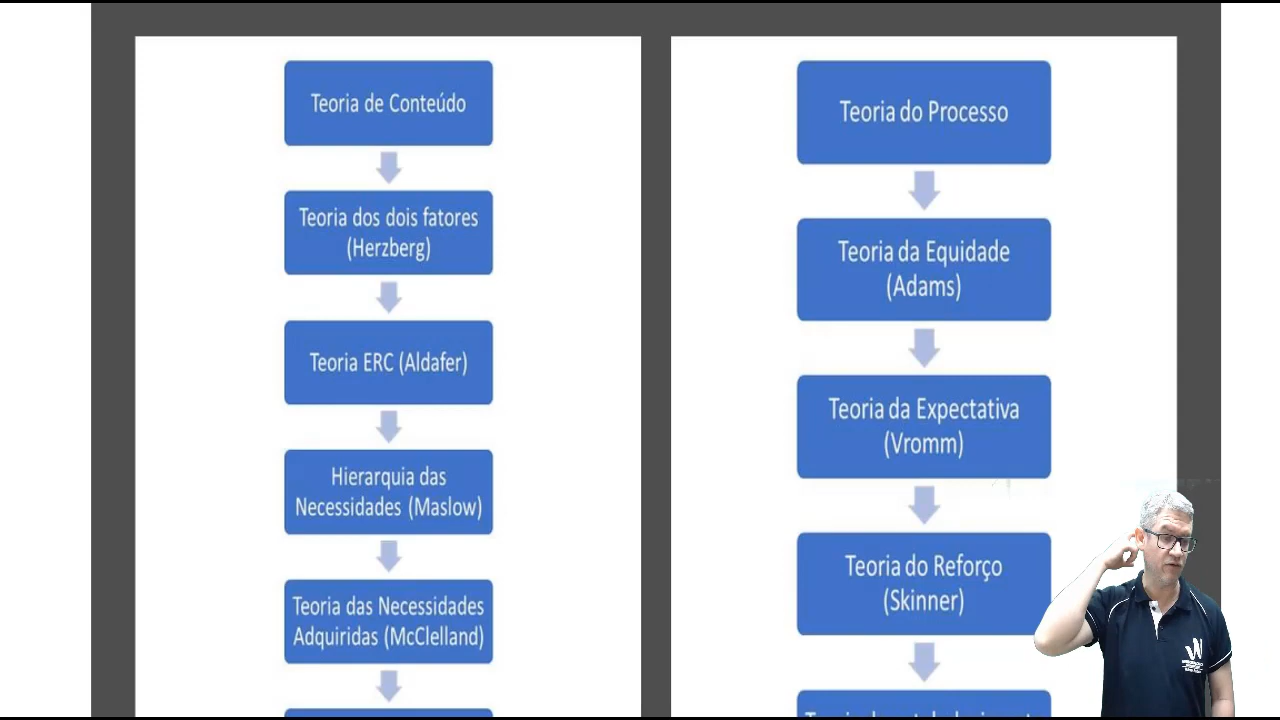 Teoria de Conteúdo
Teoria dos dois fatores
(Herzberg)
Teoria ERC (Aldafer)
Hierarquia das
Necessidades (Maslow)
Teoria das Necessidades
Adquiridas (McClelland)
Teoria do Processo
Teoria da Equidade
(Adams)
Teoria da Expectativa
(Vromm)
Teoria do Reforço
(Skinner)